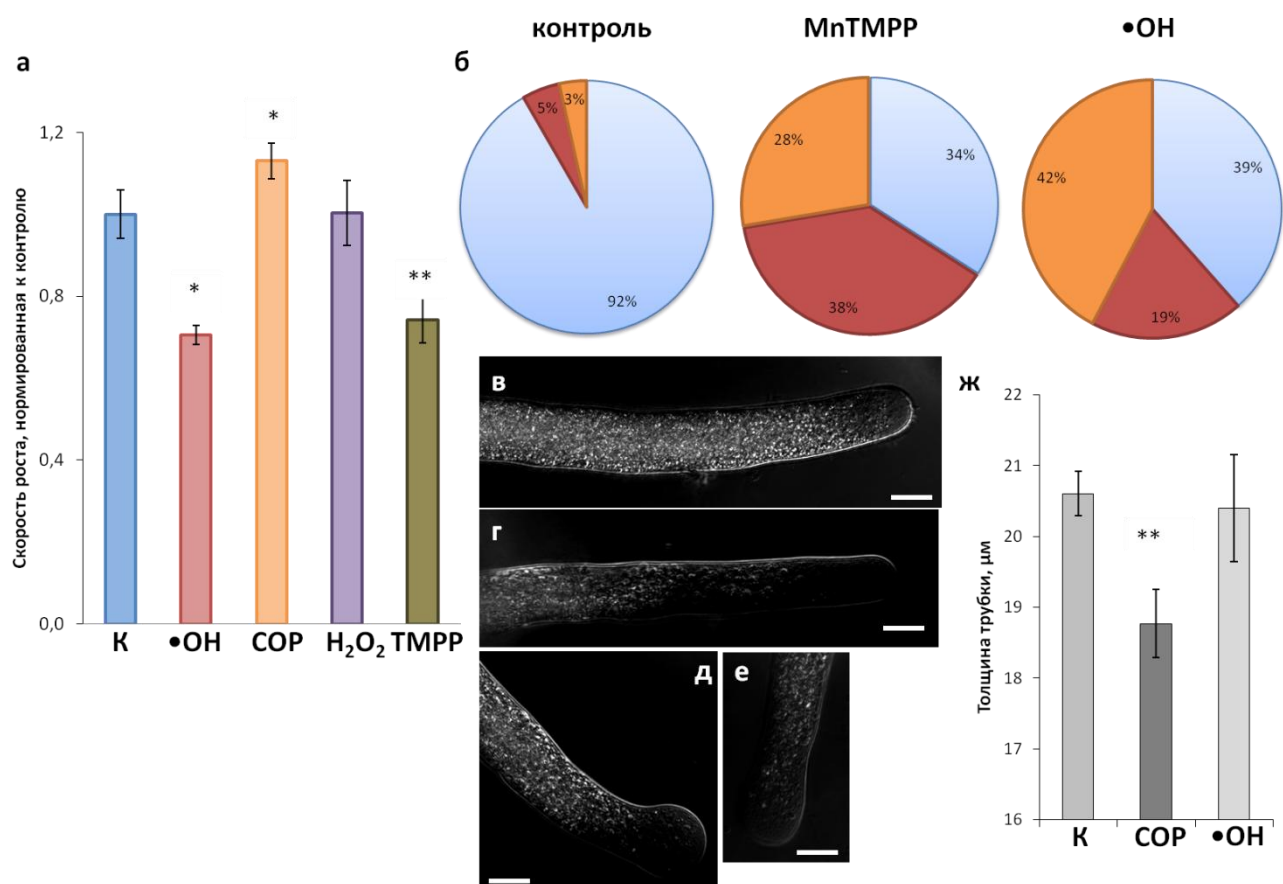 контроль
MnTMPP
●OH
а
б
Скорость роста, нормированная к контролю
1,2
0,8
0,4
0,0
*
*
**
К
●OH
СОР
H₂O₂
TMPP
5%
3%
92%
28%
34%
38%
42%
39%
19%
в
г
д
е
ж
Толщина трубки, μм
22
21
20
19
18
17
16
**
К
СОР
●OH